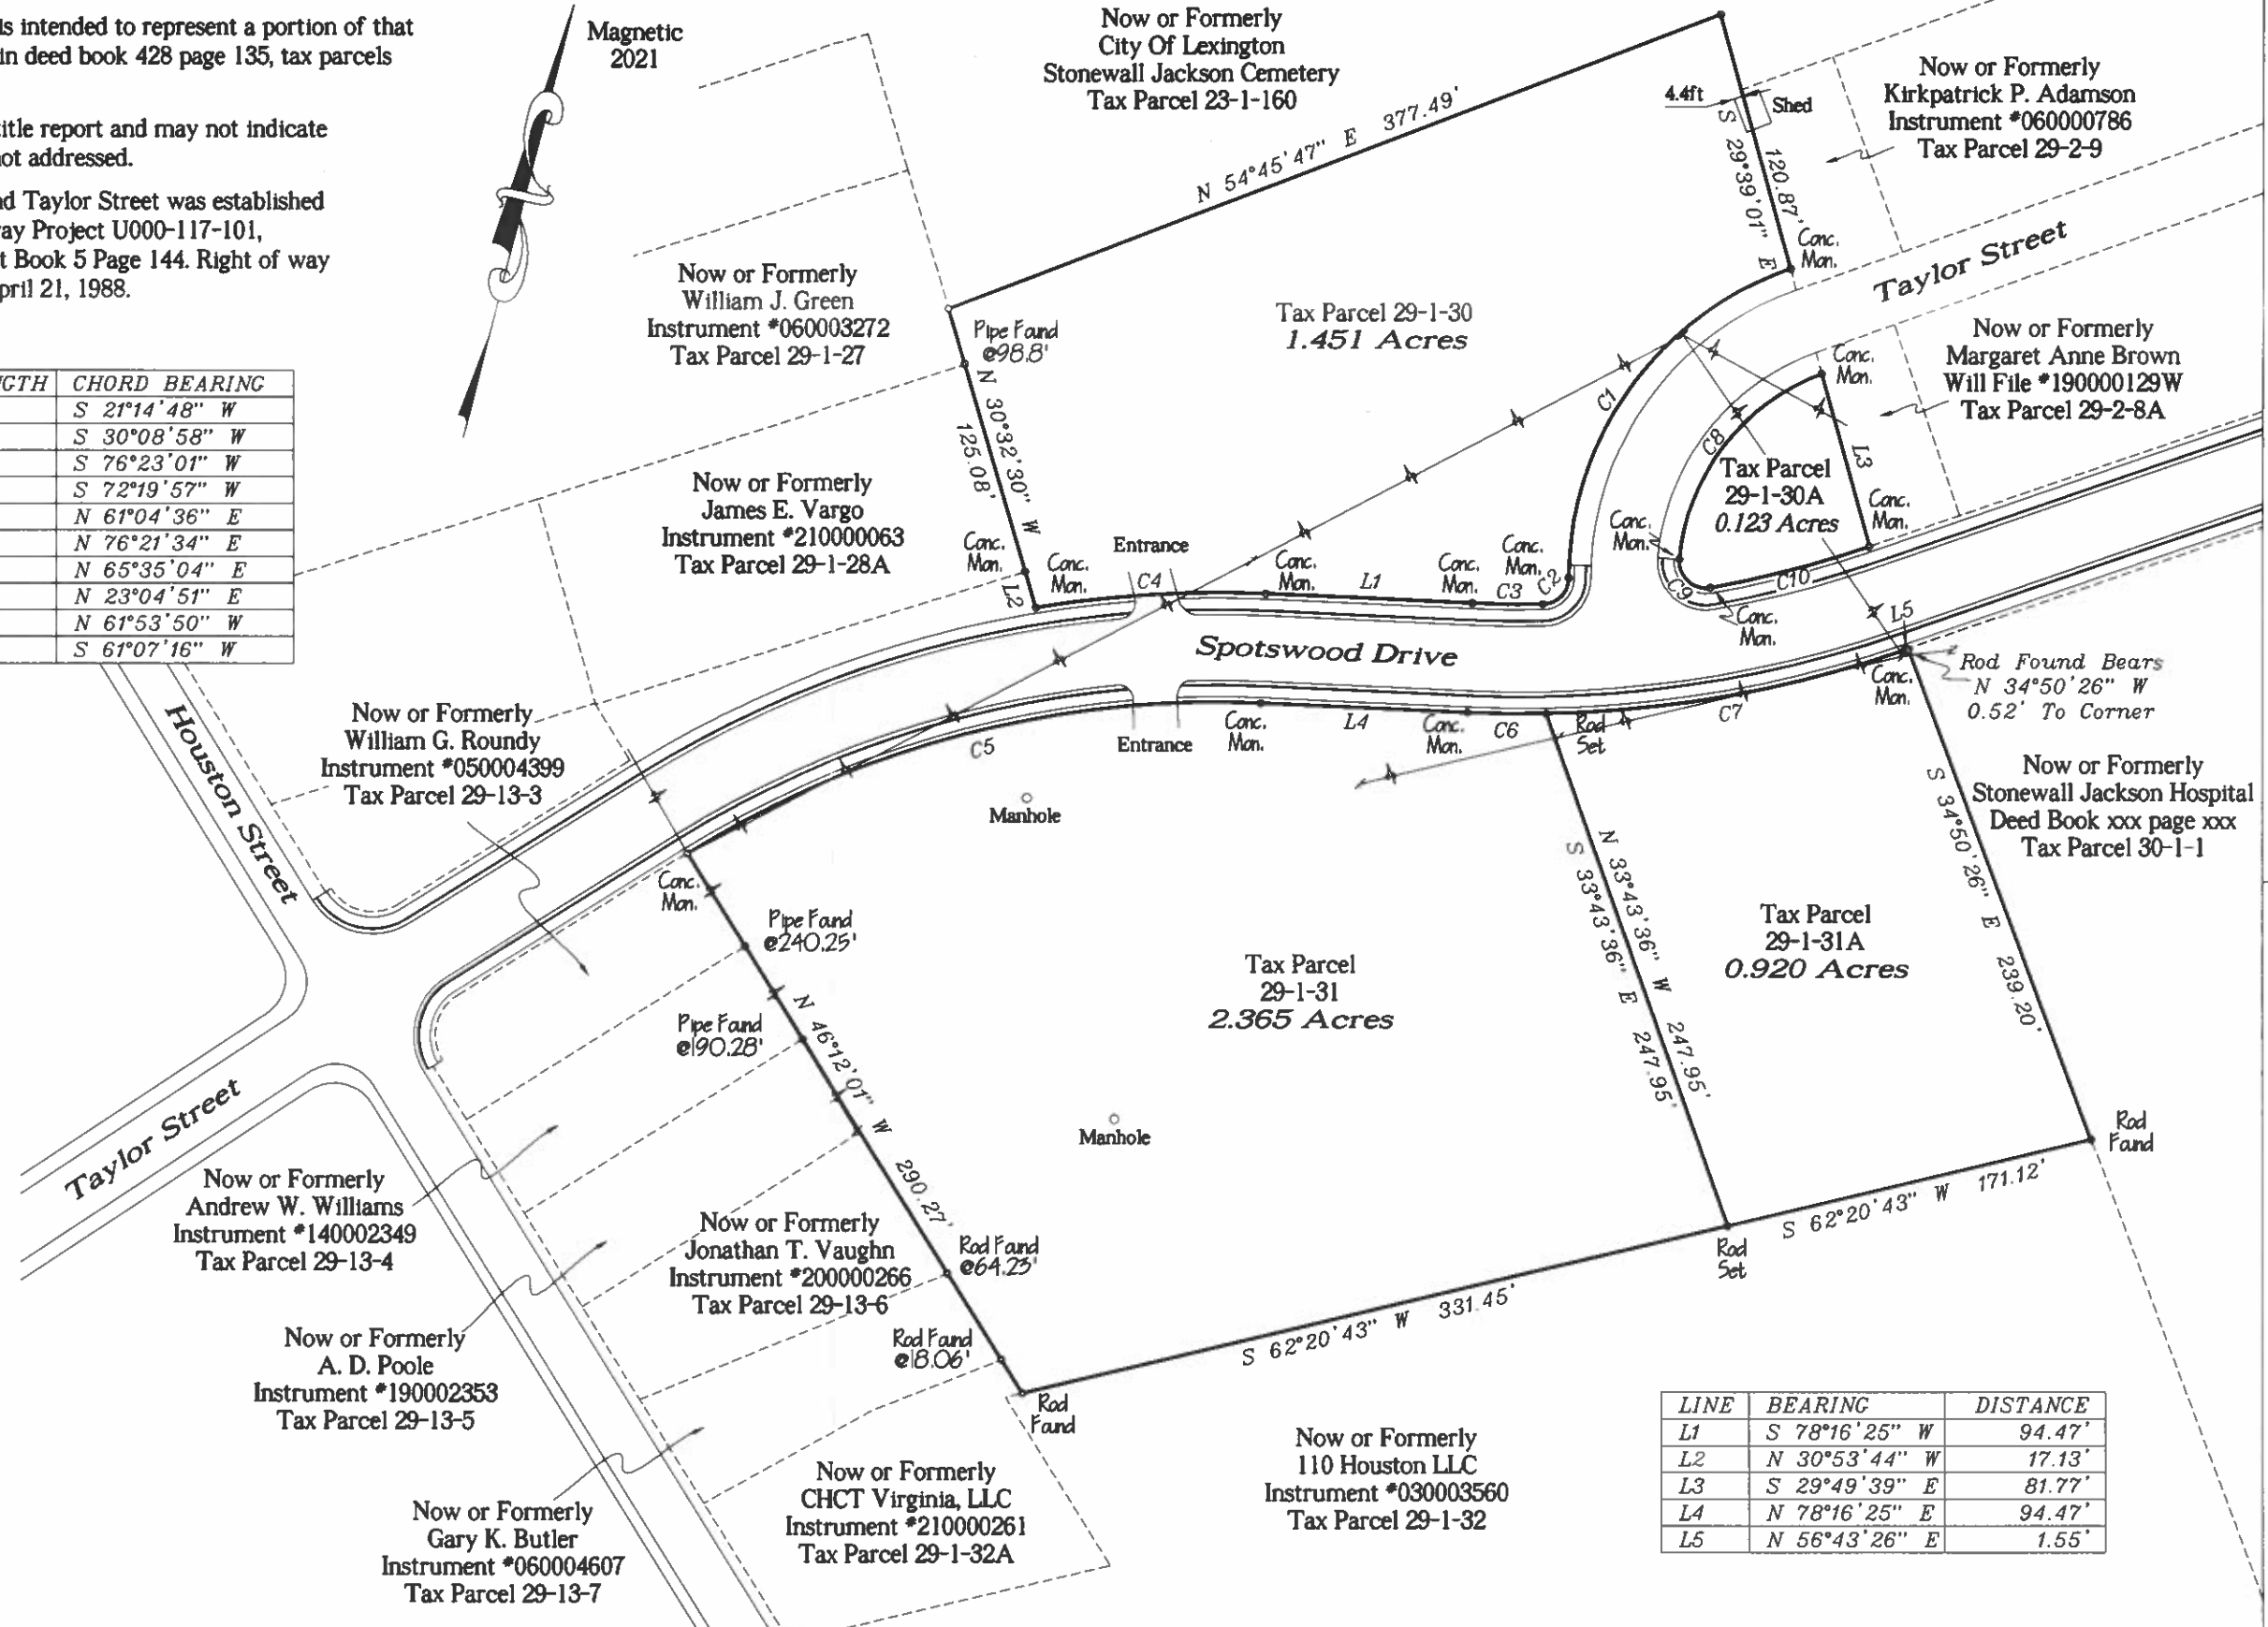 is intended to represent a portion of that
in deed book 428 page 135, tax parcels
title report and may not indicate
not addressed.
nd Taylor Street was established
ay Project U000-117-101,
t Book 5 Page 144. Right of way
pril 21, 1988.
Magnetic
2021
Now or Formerly
City Of Lexington
Stonewall Jackson Cemetery
Tax Parcel 23-1-160
N 54°45'47" E 377.49'
4.4ft
Shed
S 29°39'01" E
120.87'
Conc.
Mon.
Now or Formerly
Kirkpatrick P. Adamson
Instrument #060000786
Tax Parcel 29-2-9
Taylor Street
Now or Formerly
William J. Green
Instrument #060003272
Tax Parcel 29-1-27
Pipe Fnd
@98.8'
N 30°32'30" W
125.08'
Tax Parcel 29-1-30
1.451 Acres
Now or Formerly
Margaret Anne Brown
Will File #190000129W
Tax Parcel 29-2-8A
Conc.
Mon.
C1
C8
L3
Tax Parcel
29-1-30A
0.123 Acres
Conc.
Mon.
Conc.
Mon.
C9
C10
Conc.
Mon.
GTH CHORD BEARING
S 21°14'48" W
S 30°08'58" W
S 76°23'01" W
S 72°19'57" W
N 61°04'36" E
N 76°21'34" E
N 65°35'04" E
N 23°04'51" E
N 61°53'50" W
S 61°07'16" W
Now or Formerly
James E. Vargo
Instrument #210000063
Tax Parcel 29-1-28A
Conc.
Mon.
L2
Conc.
Mon.
Entrance
C4
Conc.
Mon.
L1
Conc.
Mon.
C3
Conc.
Mon.
C2
Spotswood Drive
L5
Conc.
Mon.
Rod Found Bears
N 34°50'26" W
0.52' To Corner
Houston Street
Now or Formerly
William G. Roundy
Instrument #050004399
Tax Parcel 29-13-3
C5
Entrance
Conc.
Mon.
L4
Conc.
Mon.
C6
Rod
Set
C7
Manhole
Now or Formerly
Stonewall Jackson Hospital
Deed Book xxx page xxx
Tax Parcel 30-1-1
S 34°50'26" E 239.20'
Conc.
Mon.
Pipe Fnd
@240.25'
Pipe Fnd
@190.28'
N 46°12'01" W 290.27'
N 33°43'36" W 247.95'
S 33°43'36" E 247.95'
Tax Parcel
29-1-31
2.365 Acres
Tax Parcel
29-1-31A
0.920 Acres
Manhole
Rod
Fnd
S 62°20'43" W 171.12'
Rod
Set
S 62°20'43" W 331.45'
Taylor Street
Now or Formerly
Andrew W. Williams
Instrument #140002349
Tax Parcel 29-13-4
Now or Formerly
Jonathan T. Vaughn
Instrument #200000266
Tax Parcel 29-13-6
Rod Fnd
@64.23'
Rod Fnd
@18.06'
Rod
Fnd
Now or Formerly
A. D. Poole
Instrument #190002353
Tax Parcel 29-13-5
Now or Formerly
Gary K. Butler
Instrument #060004607
Tax Parcel 29-13-7
Now or Formerly
CHCT Virginia, LLC
Instrument #210000261
Tax Parcel 29-1-32A
Now or Formerly
110 Houston LLC
Instrument #030003560
Tax Parcel 29-1-32
LINE BEARING DISTANCE
L1 S 78°16'25" W 94.47'
L2 N 30°53'44" W 17.13'
L3 S 29°49'39" E 81.77'
L4 N 78°16'25" E 94.47'
L5 N 56°43'26" E 1.55'